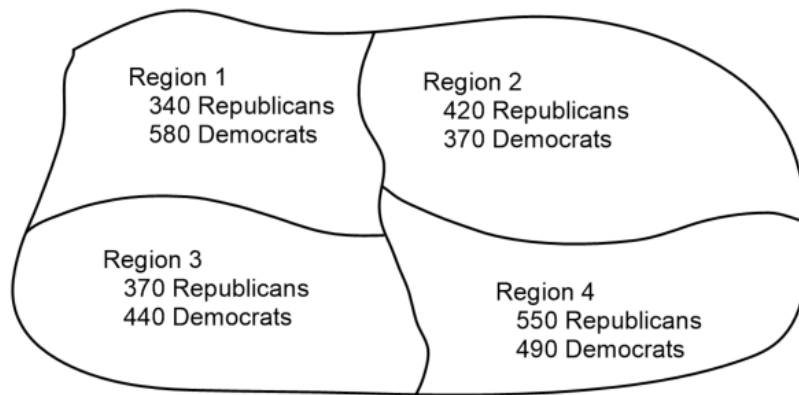 Region 1
340 Republicans
580 Democrats
Region 2
420 Republicans
370 Democrats
Region 3
370 Republicans
440 Democrats
Region 4
550 Republicans
490 Democrats